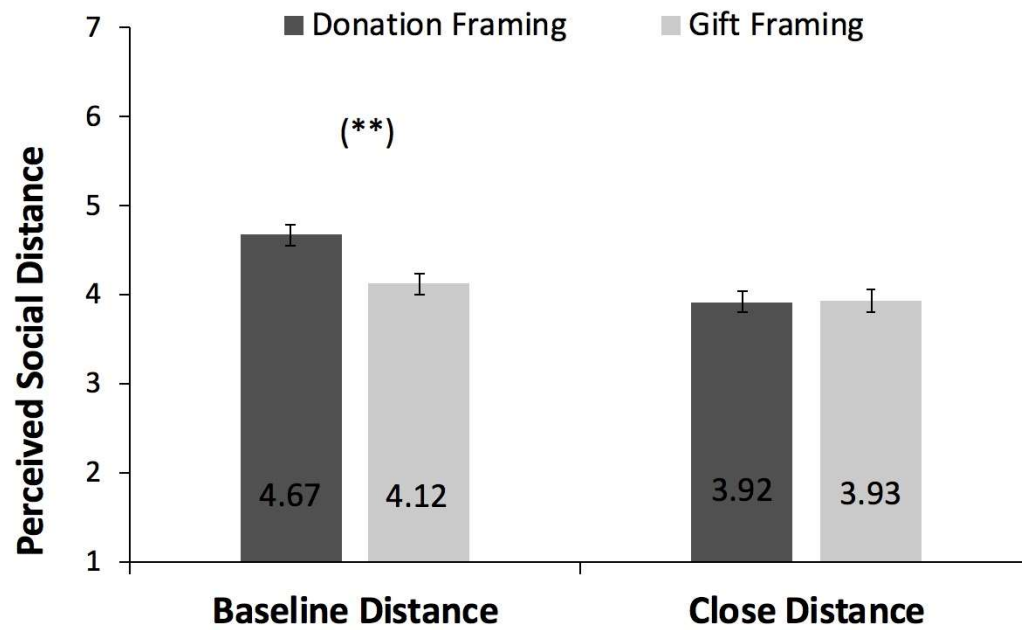 Donation Framing Gift Framing
7
6
5
4
3
2
1
Perceived Social Distance
(**)
4.67 4.12 3.92 3.93
Baseline Distance Close Distance